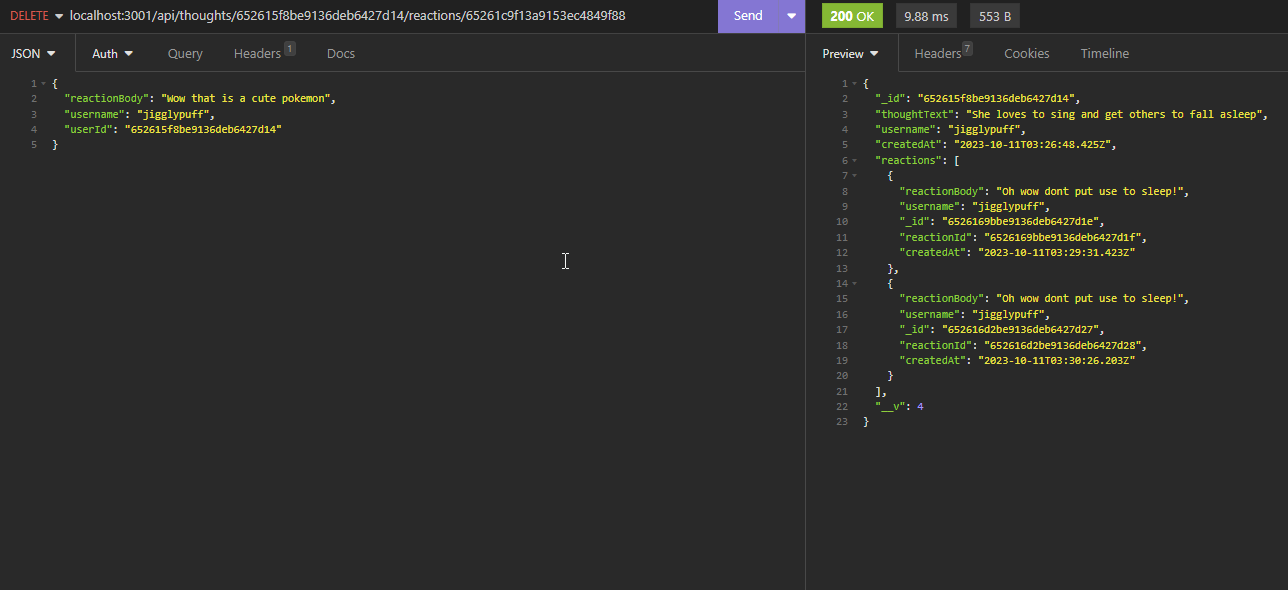 DELETE localhost:3001/api/thoughts/652615f8be9136deb6427d14/reactions/65261c9f13a9153ec4849f88 Send 200 OK 9.88 ms 553 B
JSON Auth Query Headers 1 Docs Preview Headers 7 Cookies Timeline
1 {
2 "reactionBody": "Wow that is a cute pokemon",
3 "username": "jigglypuff",
4 "userId": "652615f8be9136deb6427d14"
5 }
1 {
2 "_id": "652615f8be9136deb6427d14",
3 "thoughtText": "She loves to sing and get others to fall asleep",
4 "username": "jigglypuff",
5 "createdAt": "2023-10-11T03:26:48.425Z",
6 "reactions": [
7 {
8 "reactionBody": "Oh wow dont put use to sleep!",
9 "username": "jigglypuff",
10 "_id": "6526169bbe9136deb6427d1e",
11 "reactionId": "6526169bbe9136deb6427d1f",
12 "createdAt": "2023-10-11T03:29:31.423Z"
13 },
14 {
15 "reactionBody": "Oh wow dont put use to sleep!",
16 "username": "jigglypuff",
17 "_id": "652616d2be9136deb6427d27",
18 "reactionId": "652616d2be9136deb6427d28",
19 "createdAt": "2023-10-11T03:30:26.203Z"
20 }
21 ],
22 "__v": 4
23 }